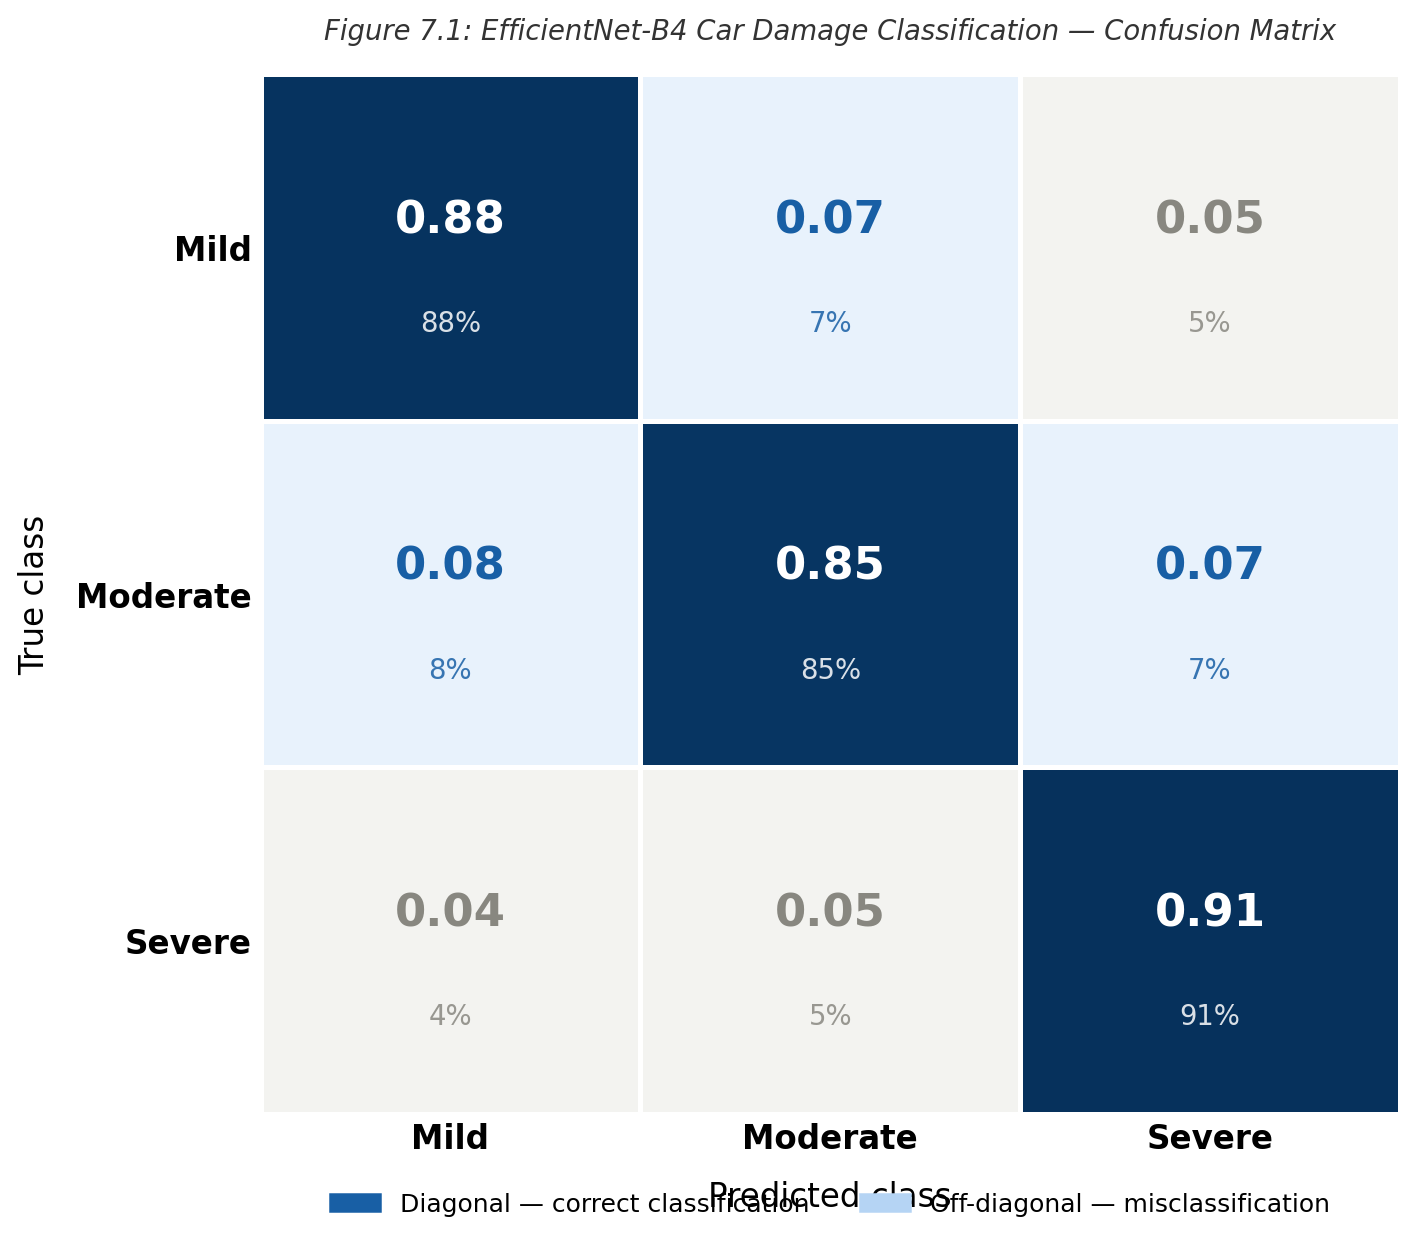 Figure 7.1: EfficientNet-B4 Car Damage Classification — Confusion Matrix
Mild
0.88
0.07
0.05
88%
7%
5%
True class
Moderate
0.08
0.85
0.07
8%
85%
7%
Severe
0.04
0.05
0.91
4%
5%
91%
Mild
Moderate
Severe
Predicted class
Diagonal — correct classification
Off-diagonal — misclassification